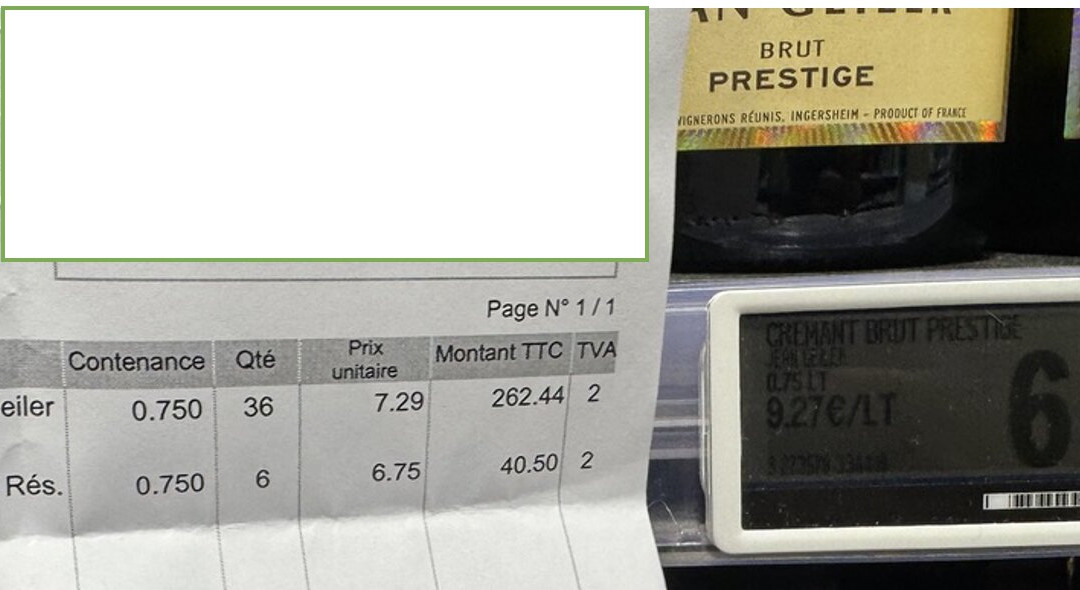 BRUT
PRESTIGE
VIGNERONS RÉUNIS, INGERSHEIM – PRODUCT OF FRANCE
Page N° 1 / 1
Contenance Qté Prix unitaire Montant TTC TVA
eiler 0.750 36 7.29 262.44 2
Rés. 0.750 6 6.75 40.50 2
CREMANT BRUT PRESTIGE
JEAN GEILER
0.75 LT
9.27€/LT
6